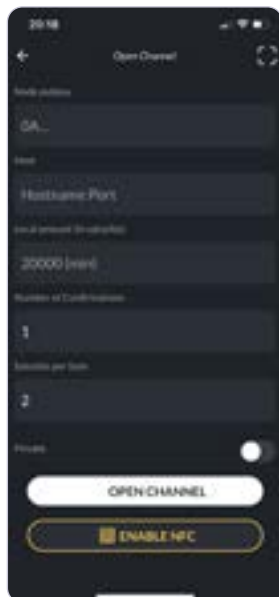 20:18
Open Channel
Node pubkey
0A...
Host
Hostname:Port
Local amount (in satoshis)
20000 (min)
Number of Confirmations
1
Satoshis per byte
2
Private
OPEN CHANNEL
ENABLE NFC